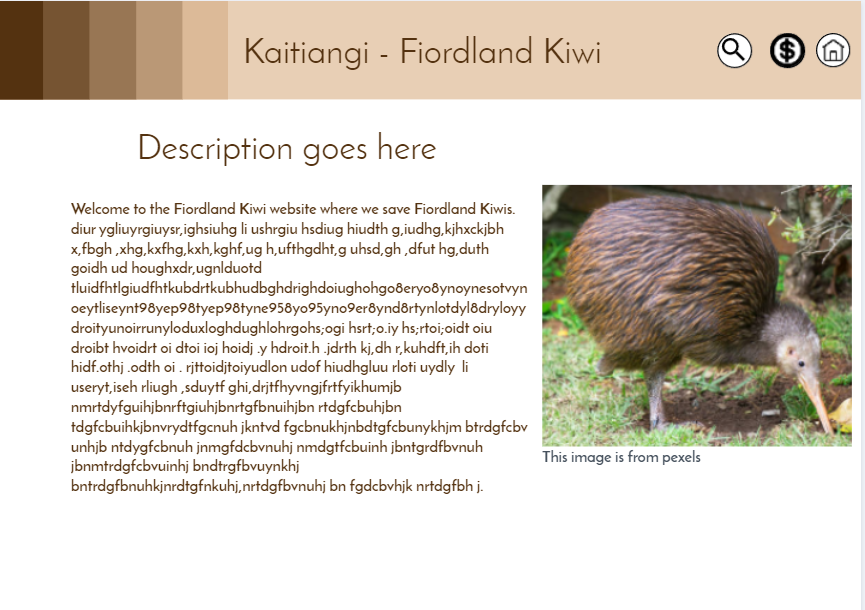 Kaitiangi - Fiordland Kiwi
$
Description goes here
Welcome to the Fiordland Kiwi website where we save Fiordland Kiwis.
diur ygliuyrgiuysr,ighsiuhg li ushrgiu hsdiug hiudth g,iudhg,kjhxckjbh
x,fbgh ,xhg,kxfhg,kxh,kghf,ug h,ufthgdht,g uhsd,gh ,dfut hg,duth
goidh ud houghxdr,ugnlduotd
tluidfhtlgiudfhtkubdrtkubhudbghdrighdoiughohgo8eryo8ynoynesotvyn
oeytliseynt98yep98tyep98tyne958yo95yno9er8ynd8rtynlotdyl8dryloyy
droityunoirrunyloduxloghdughlohrgohs;ogi hsrt;o.iy hs;rtoi;oidt oiu
droibt hvoidrt oi dtoi ioj hoidj .y hdroit.h .jdrth kj,dh r,kuhdft,ih doti
hidf.othj .odth oi . rjttoidjtoiyudlon udof hiudhgluu rloti uydly  li
useryt,iseh rliugh ,sduytf ghi,drjtfhyvngjfrtfyikhumjb
nmrtdyfguihjbnrftgiuhjbnrtgfbnuihjbn rtdgfcbuhjbn
tdgfcbuihkjbnvrydtfgcnuh jkntvd fgcbnukhjnbdtgfcbunykhjm btrdgfcbv
unhjb ntdygfcbnuh jnmgfdcbvnuhj nmdgtfcbuinh jbntgrdfbvnuh
jbnmtrdgfcbvuinhj bndtrgfbvuynkhj
bntrdgfbnuhkjnrdtgfnkuhj,nrtdgfbvnuhj bn fgdcbvhjk nrtdgfbh j.
This image is from pexels